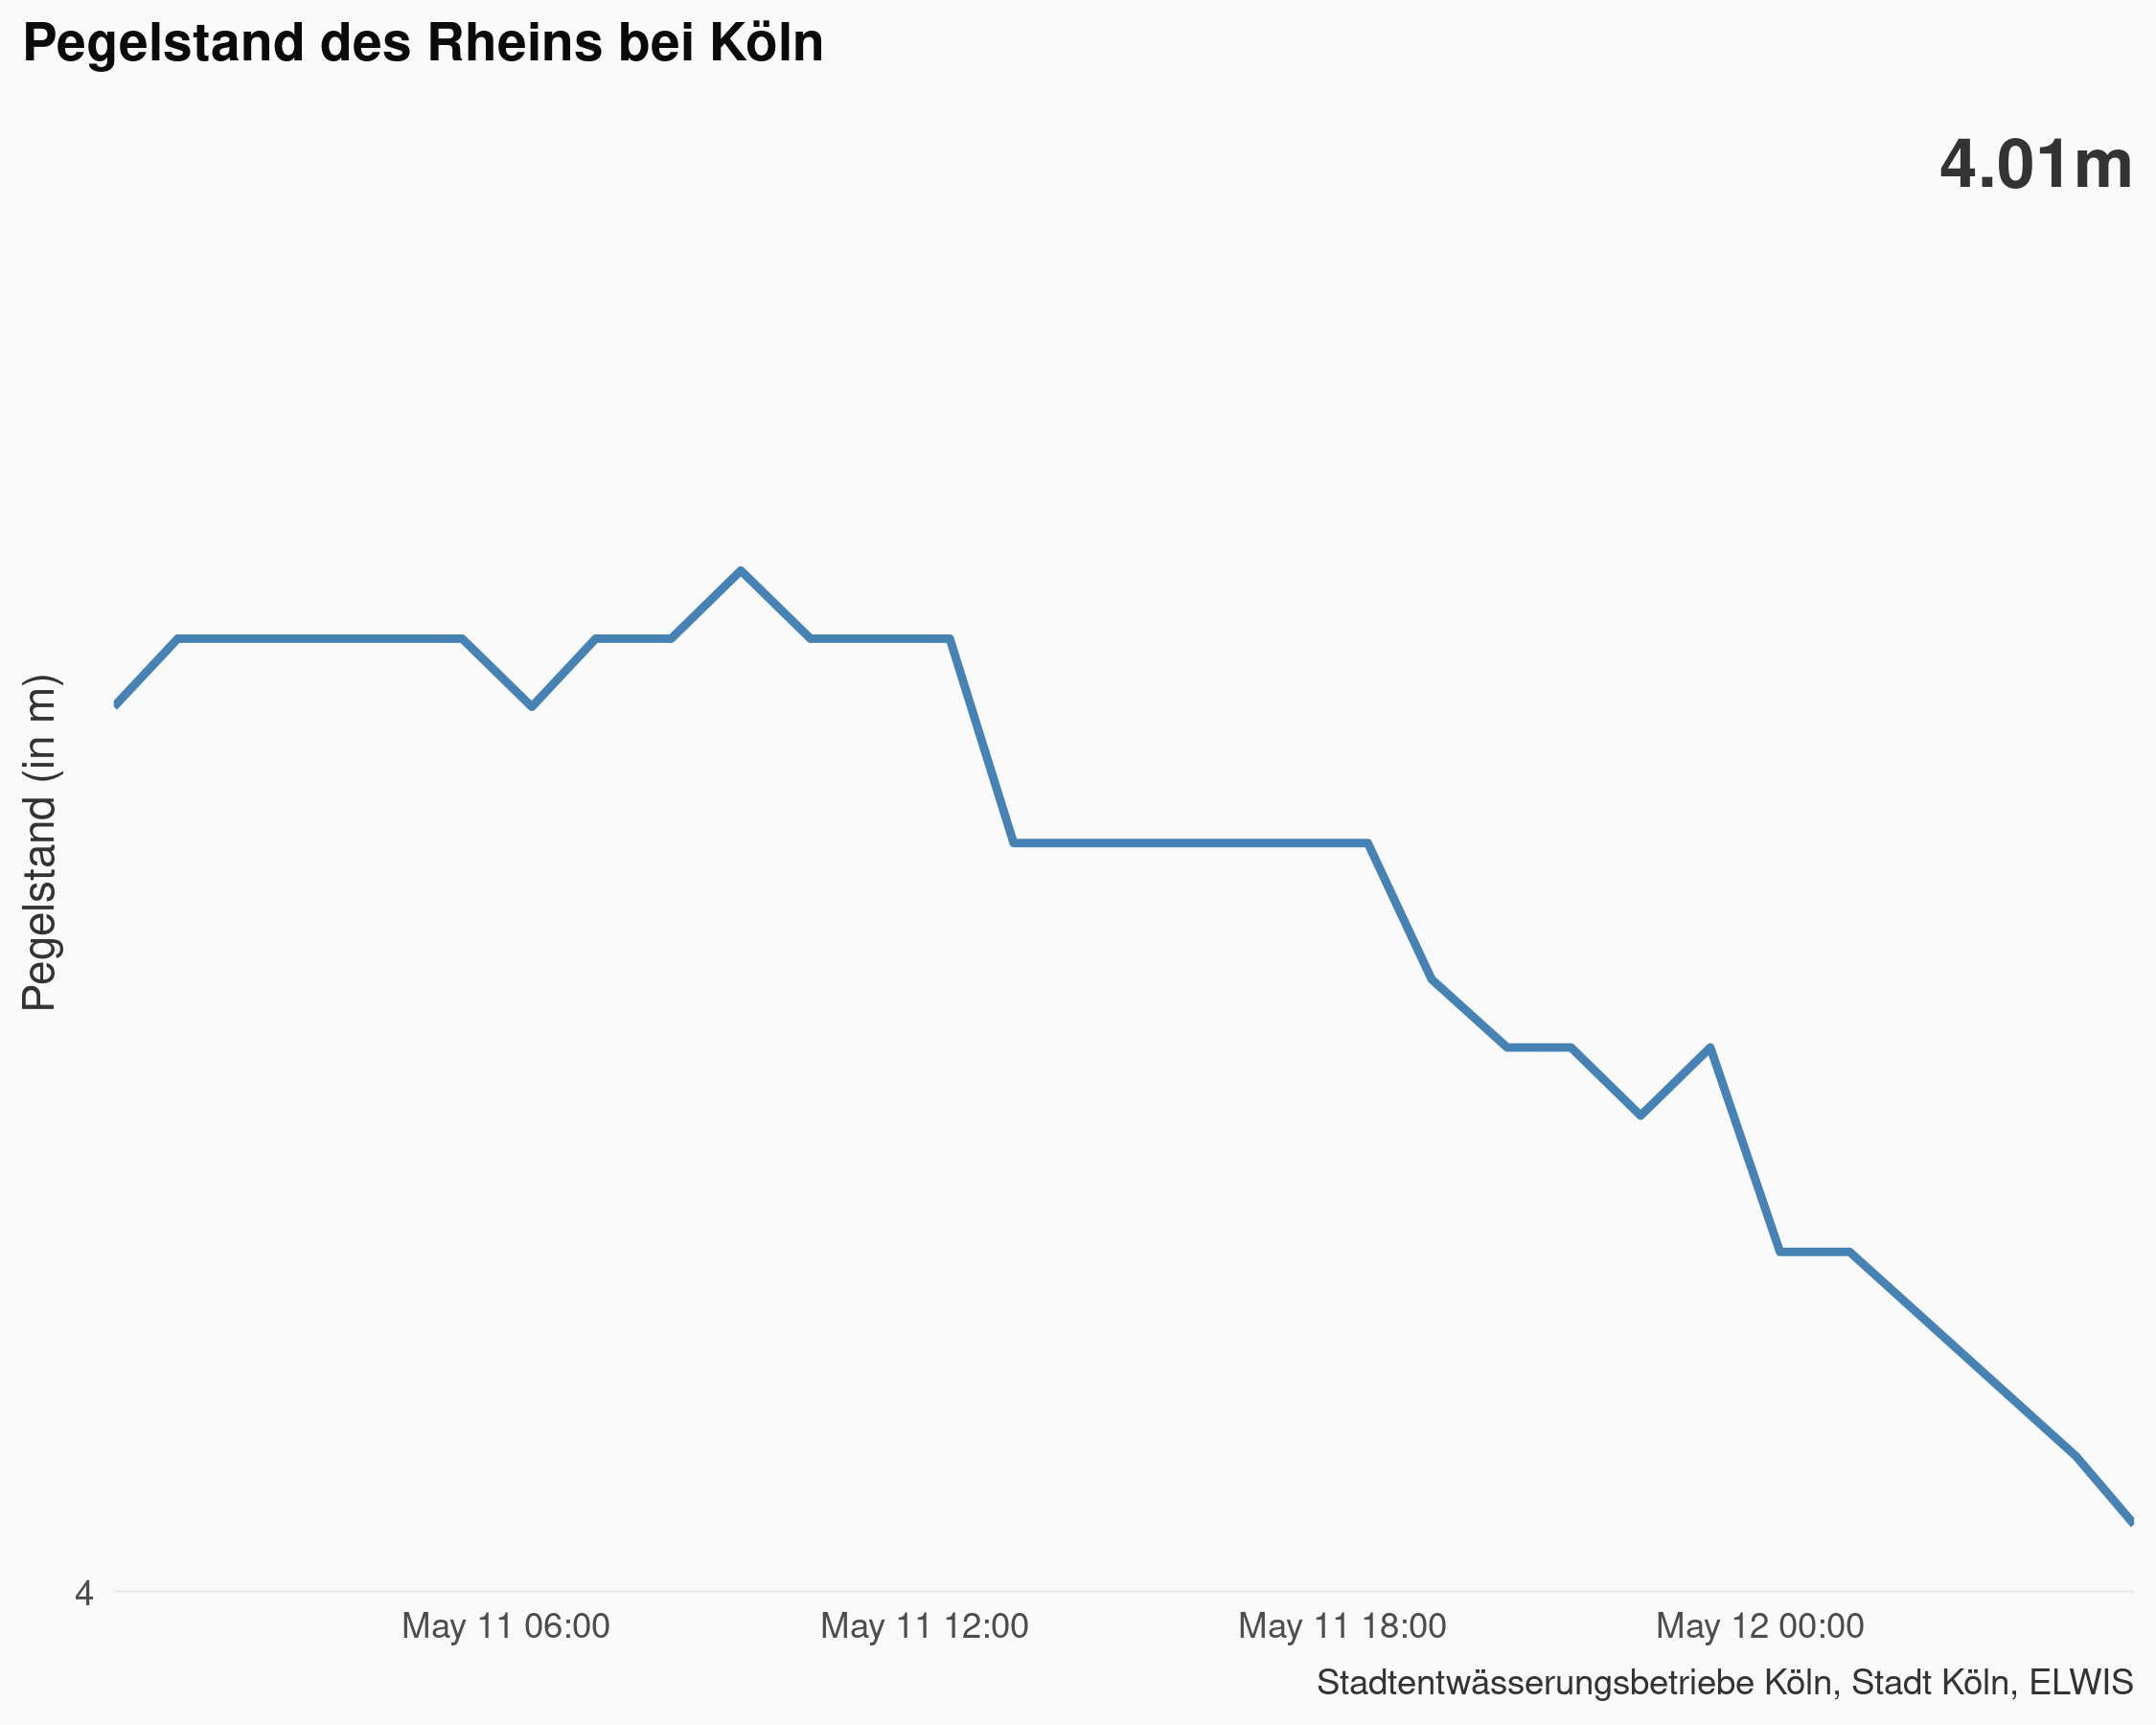 Pegelstand des Rheins bei Köln
4.01m
Pegelstand (in m)
4
May 11 06:00
May 11 12:00
May 11 18:00
May 12 00:00
Stadtentwässerungsbetriebe Köln, Stadt Köln, ELWIS